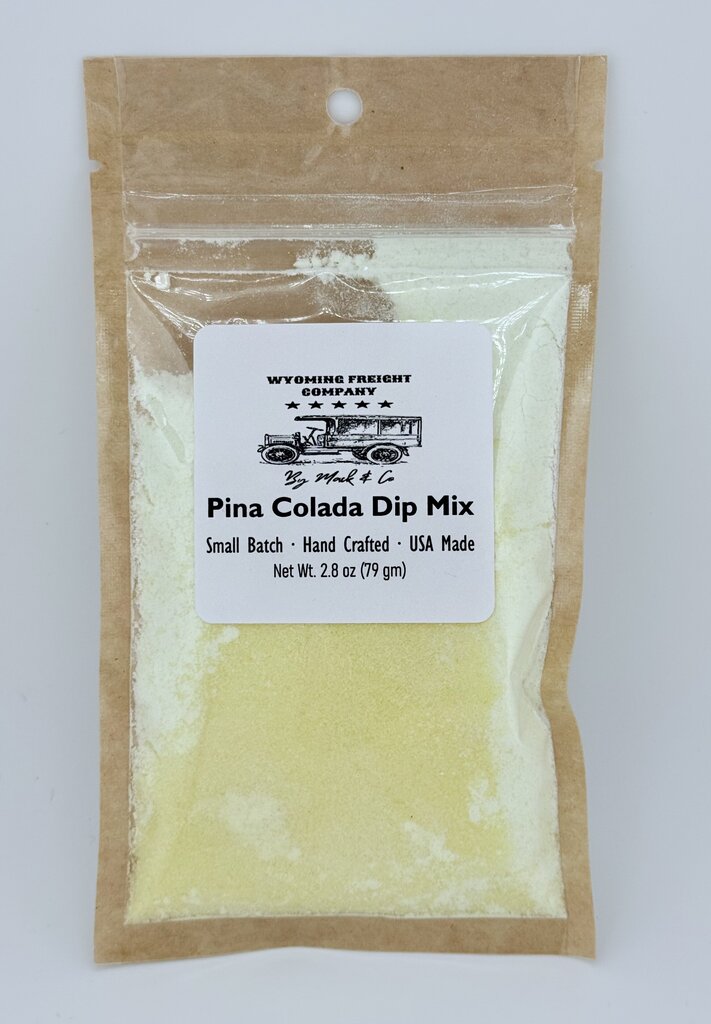 WYOMING FREIGHT
COMPANY
By Mack & Co
Pina Colada Dip Mix
Small Batch · Hand Crafted · USA Made
Net Wt. 2.8 oz (79 gm)